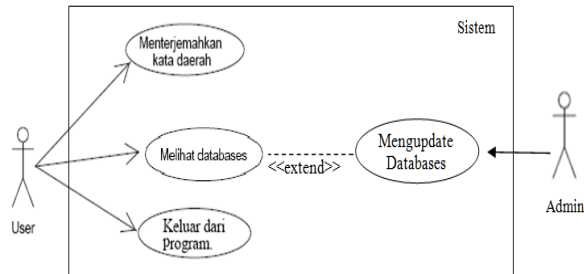 Sistem
Menterjemahkan
kata daerah
Melihat databases
<<extend>>
Mengupdate
Databases
Keluar dari
program.
User
Admin